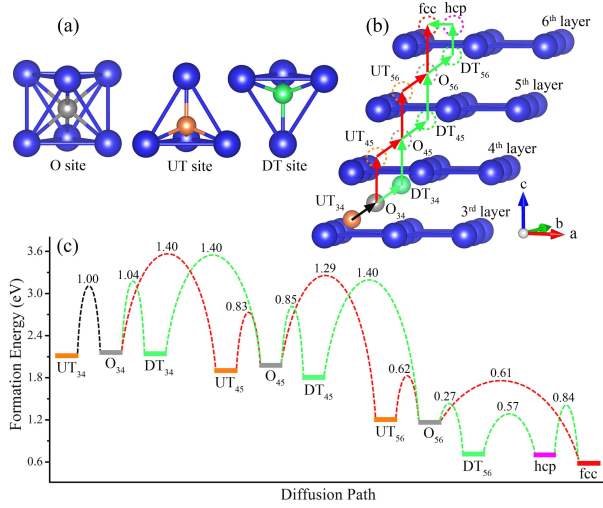 (a)
O site
UT site
DT site
(b)
fcc
hcp
6th layer
DT56
UT56
O56
5th layer
DT45
UT45
O45
4th layer
DT34
UT34
O34
3rd layer
c
b
a
(c)
Formation Energy (eV)
3.6
3.0
2.4
1.8
1.2
0.6
1.00
1.04
1.40
1.40
0.83
0.85
1.29
1.40
0.62
0.27
0.61
0.57
0.84
UT34
O34
DT34
UT45
O45
DT45
UT56
O56
DT56
hcp
fcc
Diffusion Path